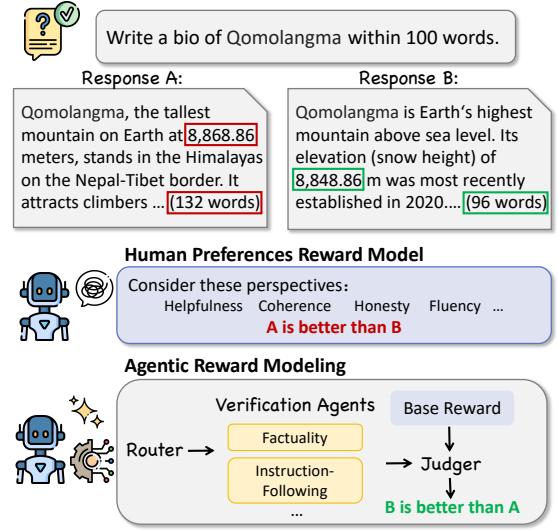 Write a bio of Qomolangma within 100 words.
Response A:
Qomolangma, the tallest
mountain on Earth at 8,868.86
meters, stands in the Himalayas
on the Nepal-Tibet border. It
attracts climbers ... (132 words)
Response B:
Qomolangma is Earth's highest
mountain above sea level. Its
elevation (snow height) of
8,848.86 m was most recently
established in 2020.... (96 words)
Human Preferences Reward Model
Consider these perspectives:
Helpfulness Coherence Honesty Fluency ...
A is better than B
Agentic Reward Modeling
Router
Verification Agents
Factuality
Instruction-
Following
...
Base Reward
Judger
B is better than A